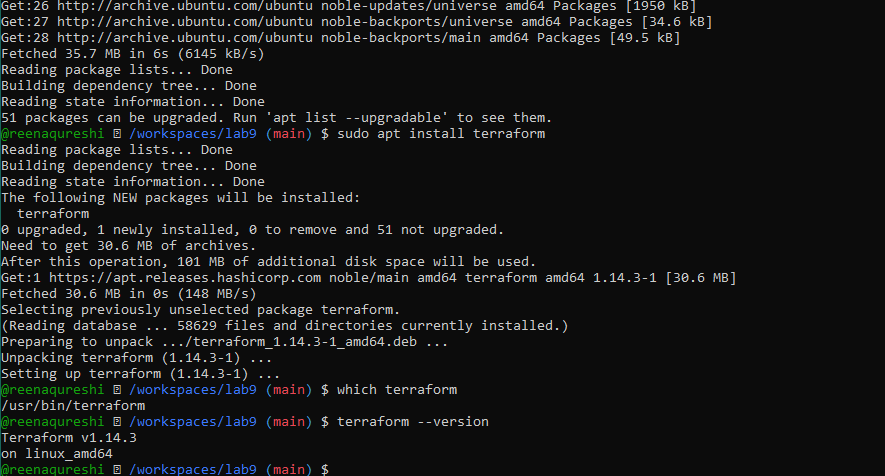 Get:26 http://archive.ubuntu.com/ubuntu noble-updates/universe amd64 Packages [1950 kB]
Get:27 http://archive.ubuntu.com/ubuntu noble-backports/universe amd64 Packages [34.6 kB]
Get:28 http://archive.ubuntu.com/ubuntu noble-backports/main amd64 Packages [49.5 kB]
Fetched 35.7 MB in 6s (6145 kB/s)
Reading package lists... Done
Building dependency tree... Done
Reading state information... Done
51 packages can be upgraded. Run 'apt list --upgradable' to see them.
@reenaqureshi /workspaces/lab9 (main) $ sudo apt install terraform
Reading package lists... Done
Building dependency tree... Done
Reading state information... Done
The following NEW packages will be installed:
  terraform
0 upgraded, 1 newly installed, 0 to remove and 51 not upgraded.
Need to get 30.6 MB of archives.
After this operation, 101 MB of additional disk space will be used.
Get:1 https://apt.releases.hashicorp.com noble/main amd64 terraform amd64 1.14.3-1 [30.6 MB]
Fetched 30.6 MB in 0s (148 MB/s)
Selecting previously unselected package terraform.
(Reading database ... 58629 files and directories currently installed.)
Preparing to unpack .../terraform_1.14.3-1_amd64.deb ...
Unpacking terraform (1.14.3-1) ...
Setting up terraform (1.14.3-1) ...
@reenaqureshi /workspaces/lab9 (main) $ which terraform
/usr/bin/terraform
@reenaqureshi /workspaces/lab9 (main) $ terraform --version
Terraform v1.14.3
on linux_amd64
@reenaqureshi /workspaces/lab9 (main) $